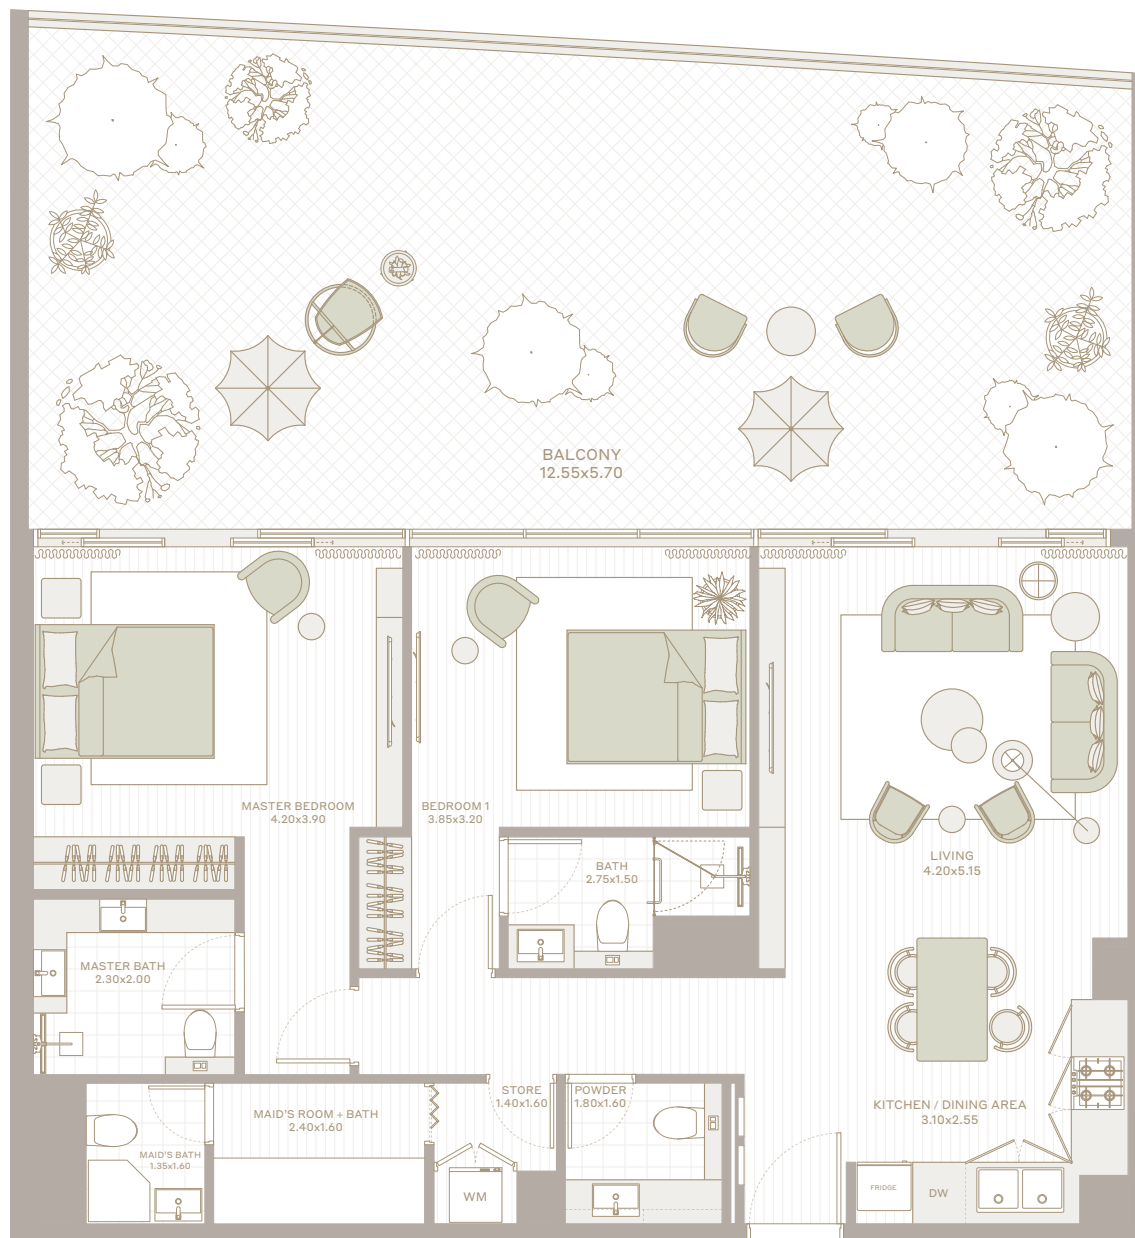 BALCONY
12.55x5.70
MASTER BEDROOM
4.20x3.90
BEDROOM 1
3.85x3.20
BATH
2.75x1.50
LIVING
4.20x5.15
MASTER BATH
2.30x2.00
STORE
1.40x1.60
POWDER
1.80x1.60
MAID'S ROOM + BATH
2.40x1.60
KITCHEN / DINING AREA
3.10x2.55
MAID'S BATH
1.35x1.60
WM
FRIDGE
DW